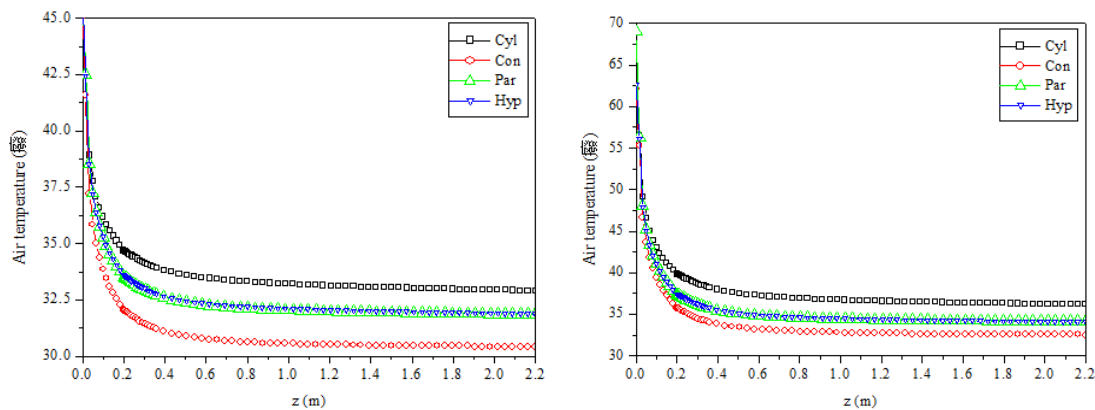 45.0
42.5
40.0
37.5
35.0
32.5
30.0
Air temperature (癈)
Cyl
Con
Par
Hyp
0.0 0.2 0.4 0.6 0.8 1.0 1.2 1.4 1.6 1.8 2.0 2.2
z (m)
70
65
60
55
50
45
40
35
30
Air temperature (癈)
Cyl
Con
Par
Hyp
0.0 0.2 0.4 0.6 0.8 1.0 1.2 1.4 1.6 1.8 2.0 2.2
z (m)